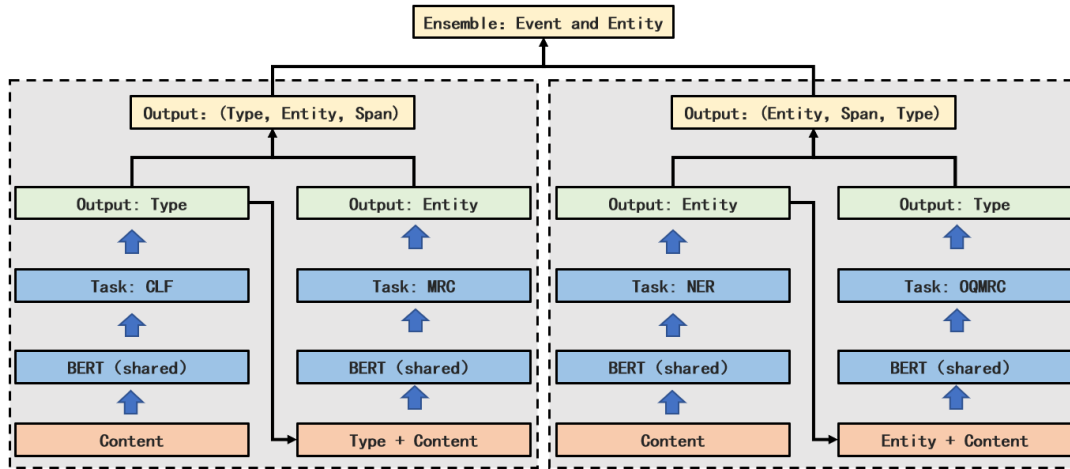 Ensemble: Event and Entity
Output: (Type, Entity, Span)
Output: (Entity, Span, Type)
Output: Type
Output: Entity
Output: Entity
Output: Type
Task: CLF
Task: MRC
Task: NER
Task: OQMRC
BERT (shared)
BERT (shared)
BERT (shared)
BERT (shared)
Content
Type + Content
Content
Entity + Content